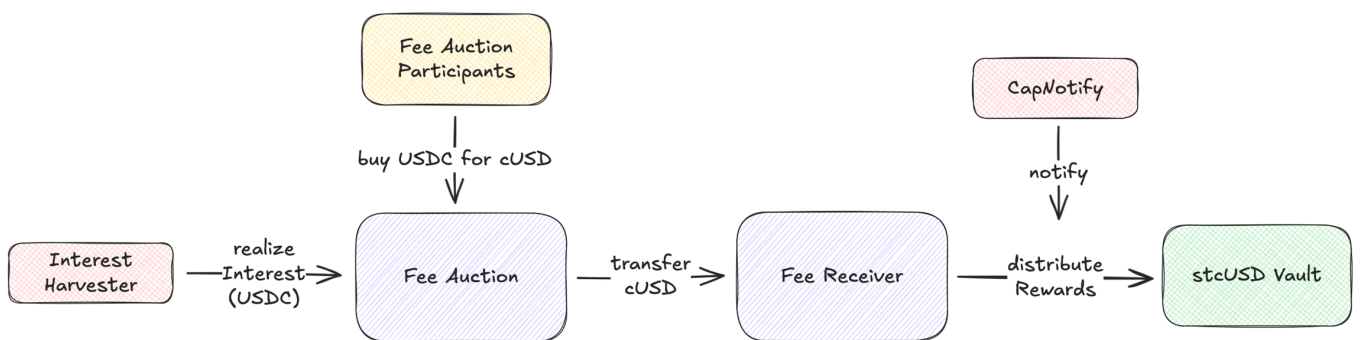 Fee Auction
Participants
CapNotify
buy USDC for cUSD
notify
Interest
Harvester
realize
Interest
(USDC)
Fee Auction
transfer
cUSD
Fee Receiver
distribute
Rewards
stcUSD Vault